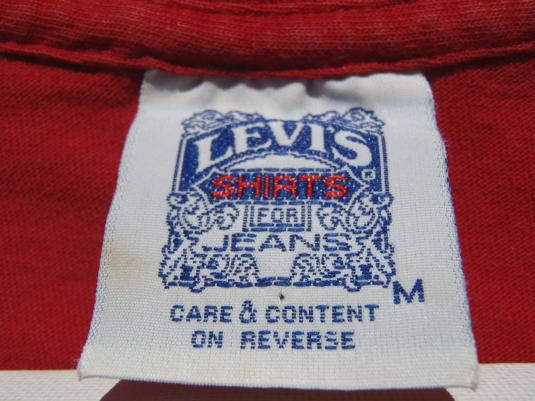 LEVI'S ®
SHIRTS
FOR
JEANS
M
CARE & CONTENT
ON REVERSE